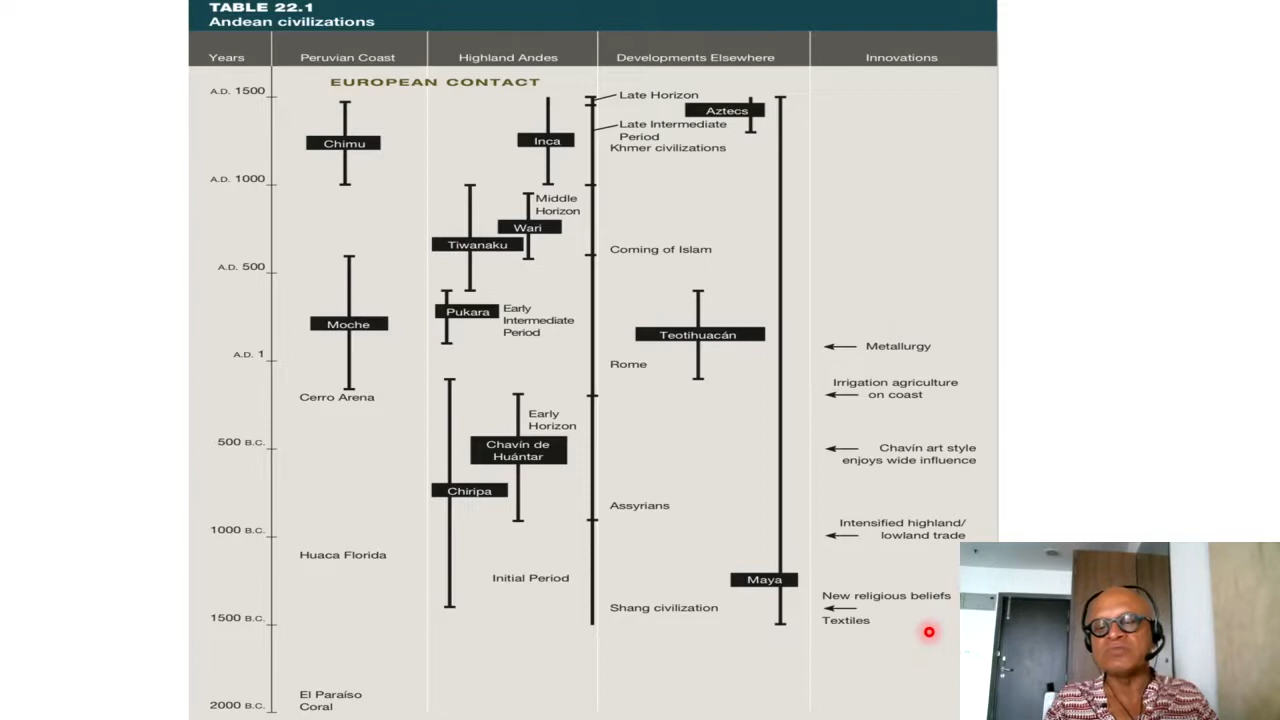 TABLE 22.1
Andean civilizations
Years
Peruvian Coast
Highland Andes
Developments Elsewhere
Innovations
EUROPEAN CONTACT
A.D. 1500
Late Horizon
Aztecs
Late Intermediate
Period
Chimu
Inca
Khmer civilizations
A.D. 1000
Middle
Horizon
Wari
Tiwanaku
Coming of Islam
A.D. 500
Pukara
Early
Intermediate
Period
Moche
Teotihuacán
Metallurgy
A.D. 1
Rome
Irrigation agriculture
on coast
Cerro Arena
Early
Horizon
500 B.C.
Chavín de
Huántar
Chavín art style
enjoys wide influence
Chiripa
Assyrians
1000 B.C.
Intensified highland/
lowland trade
Huaca Florida
Initial Period
Maya
New religious beliefs
Shang civilization
1500 B.C.
Textiles
El Paraíso
Coral
2000 B.C.